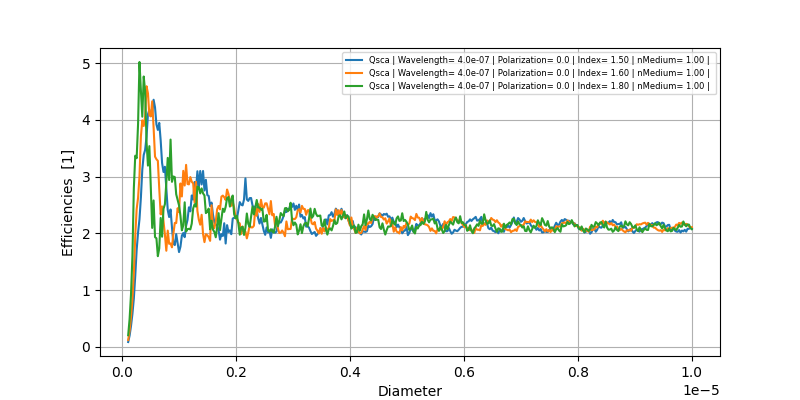 Qsca | Wavelength= 4.0e-07 | Polarization= 0.0 | Index= 1.50 | nMedium= 1.00 |
Qsca | Wavelength= 4.0e-07 | Polarization= 0.0 | Index= 1.60 | nMedium= 1.00 |
Qsca | Wavelength= 4.0e-07 | Polarization= 0.0 | Index= 1.80 | nMedium= 1.00 |
5
4
3
2
1
0
Efficiencies [1]
0.0 0.2 0.4 0.6 0.8 1.0
1e−5
Diameter